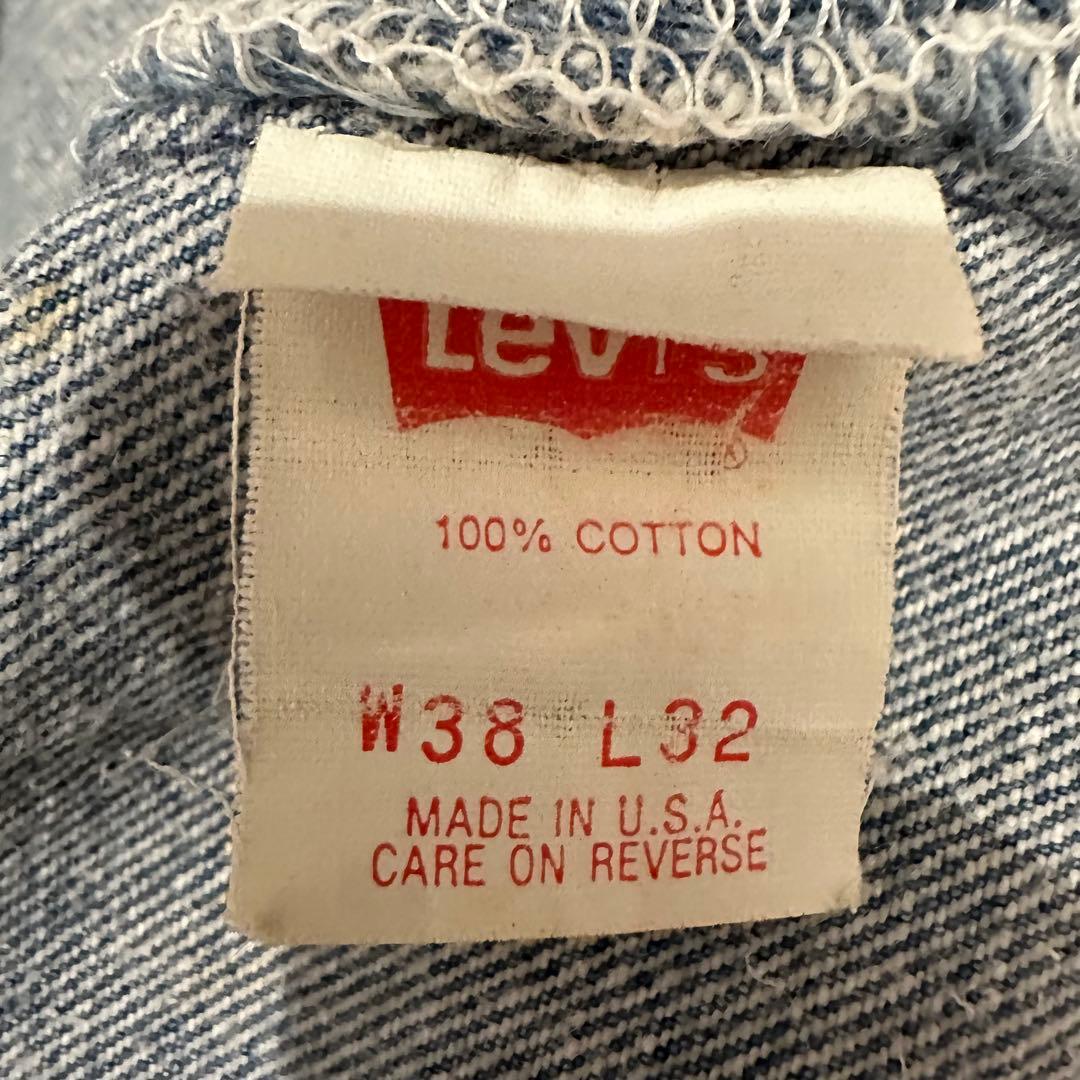 Levi's
®
100% COTTON
W38 L32
MADE IN U.S.A.
CARE ON REVERSE